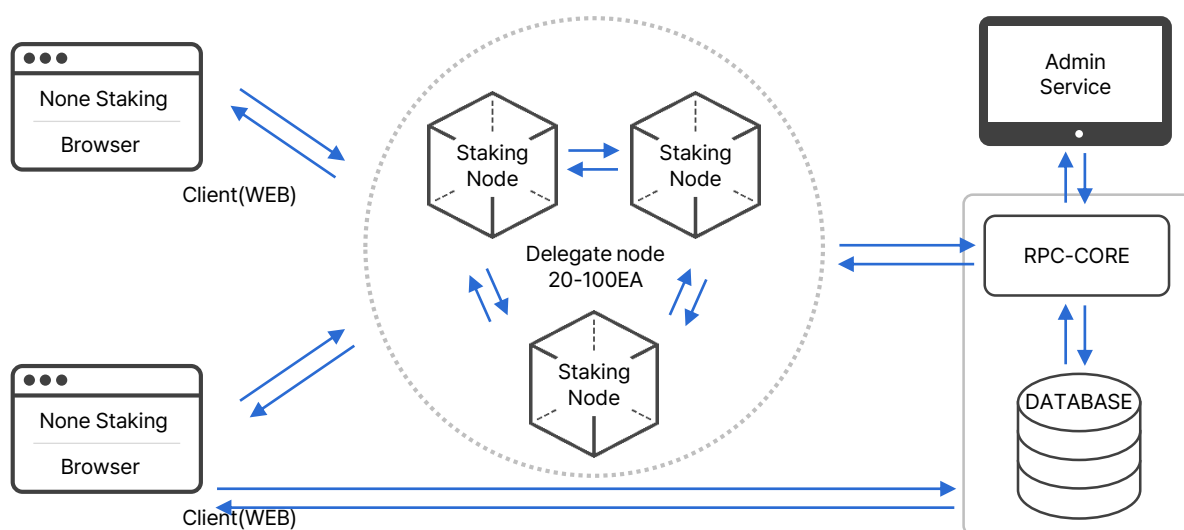 None Staking
Browser
Client(WEB)
Staking
Node
Staking
Node
Delegate node
20-100EA
Staking
Node
None Staking
Browser
Client(WEB)
Admin
Service
RPC-CORE
DATABASE